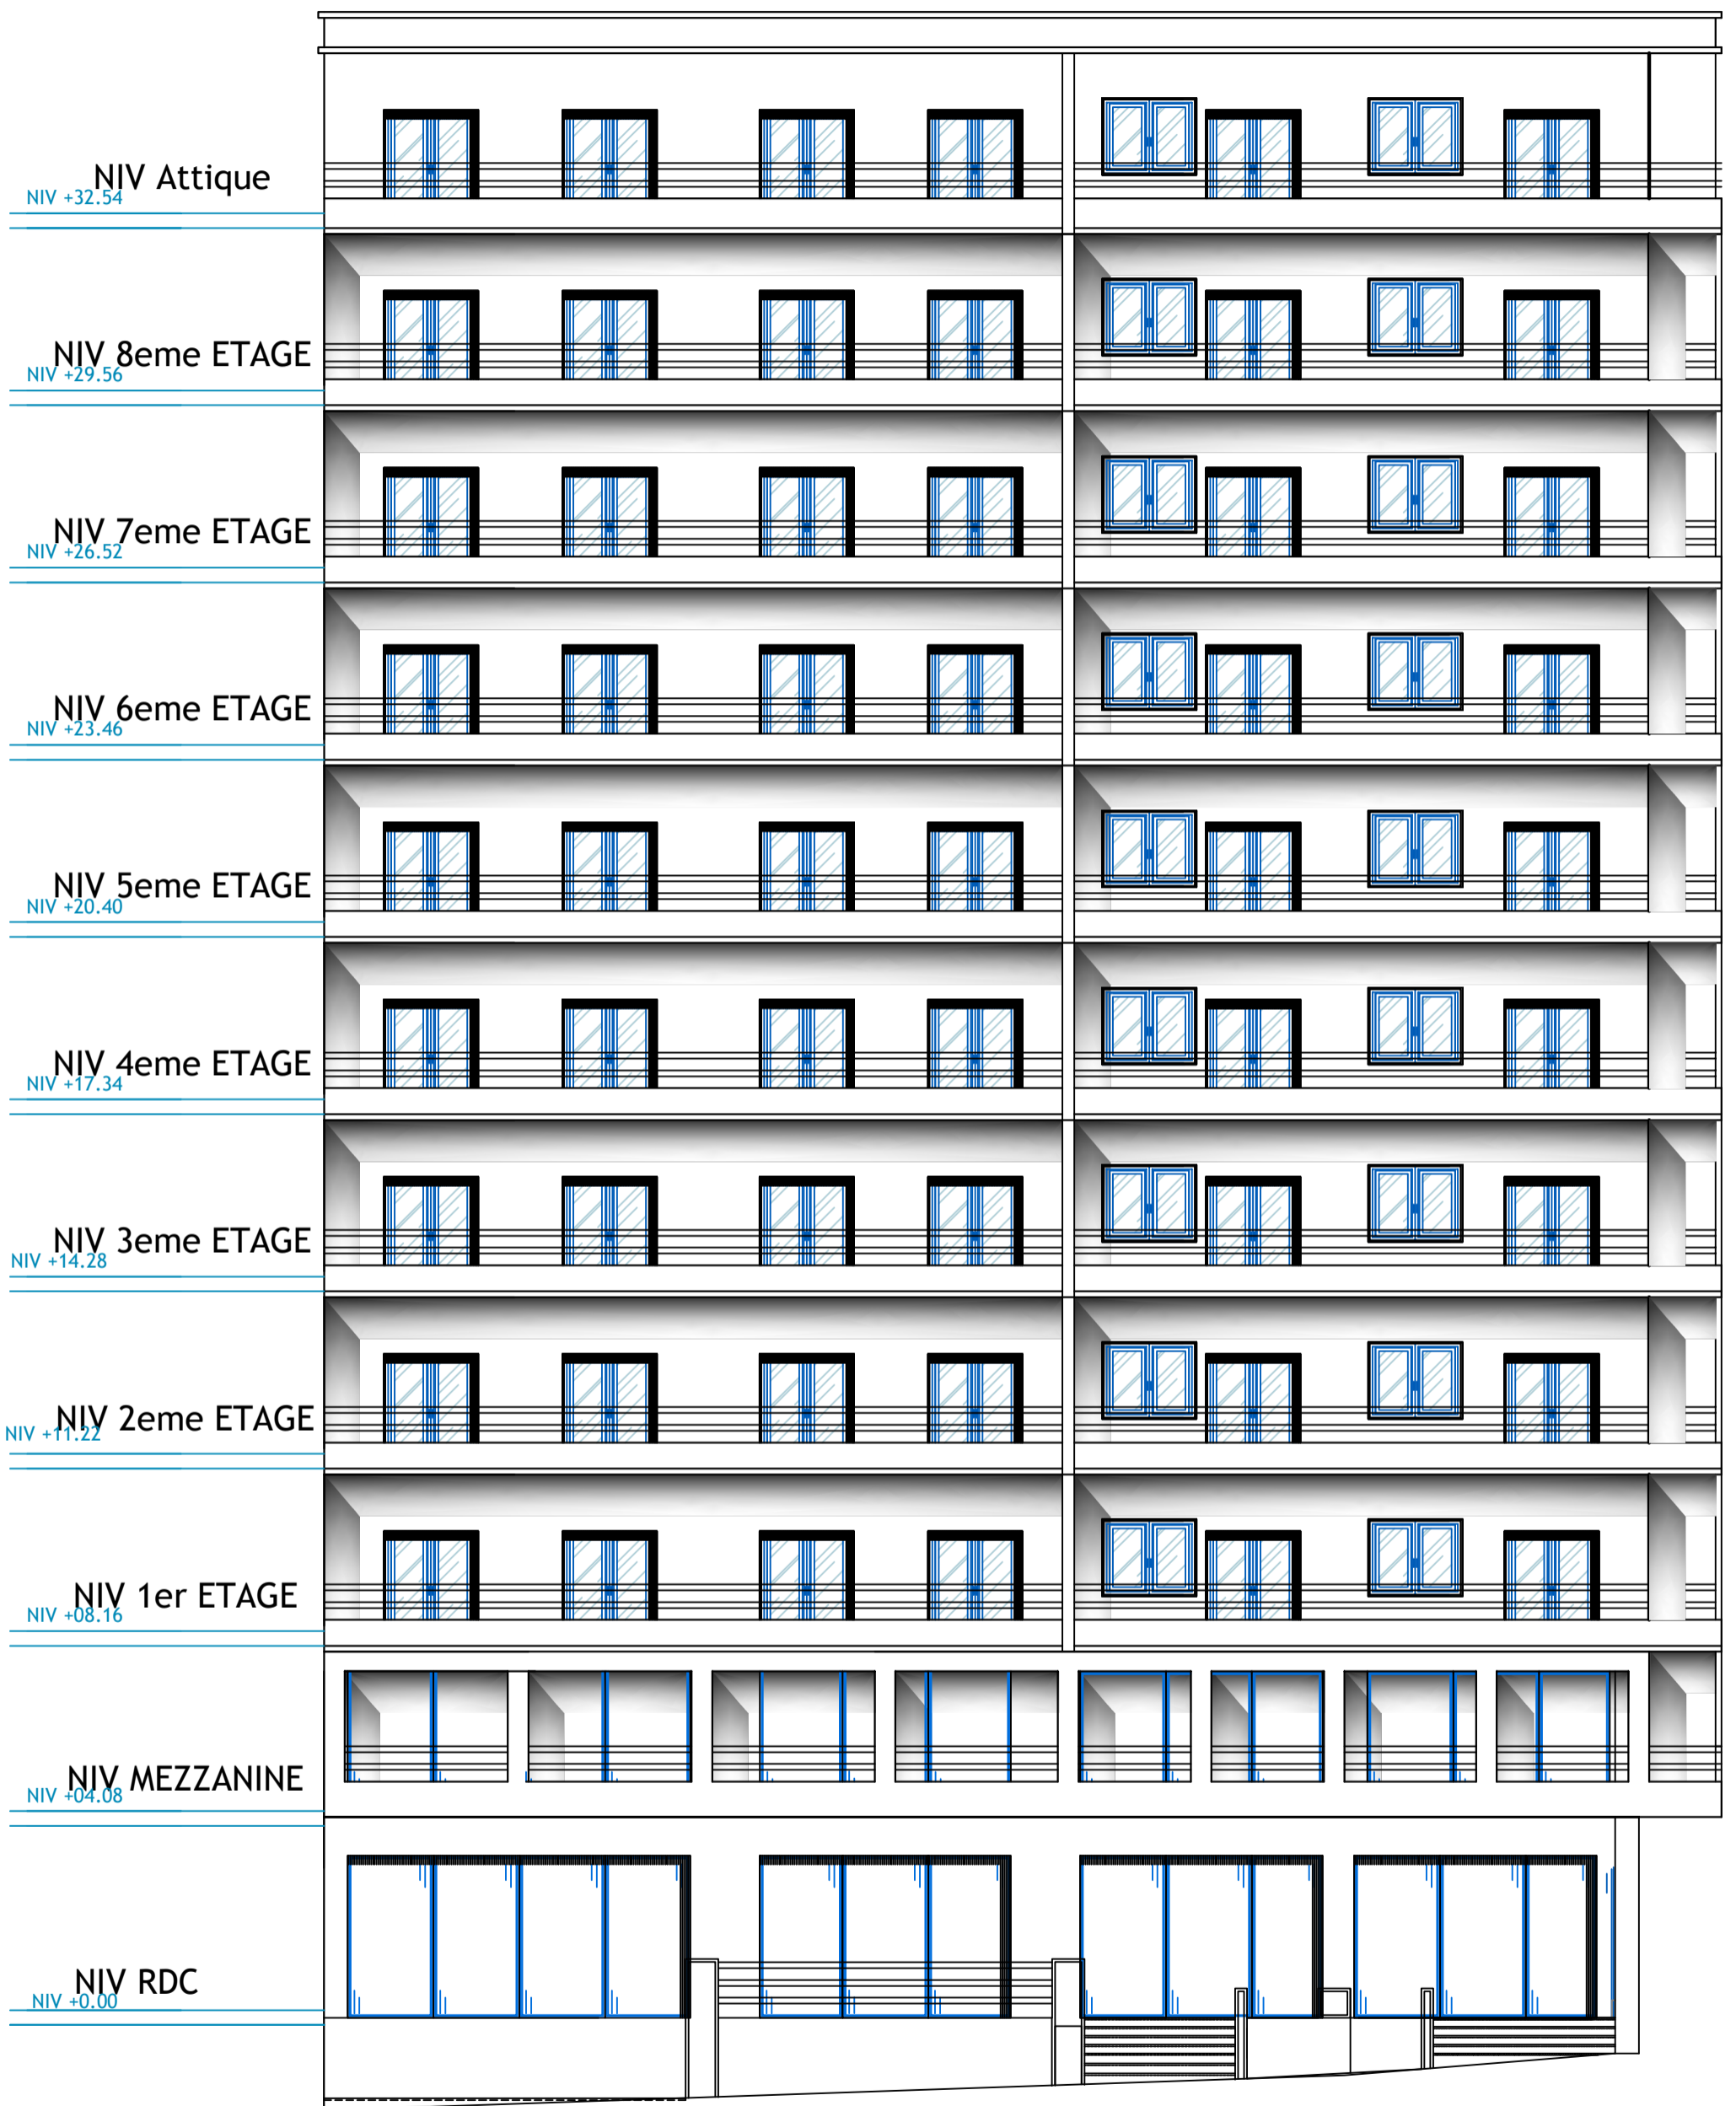 NIV Attique
NIV +32.54
NIV 8eme ETAGE
NIV +29.56
NIV 7eme ETAGE
NIV +26.52
NIV 6eme ETAGE
NIV +23.46
NIV 5eme ETAGE
NIV +20.40
NIV 4eme ETAGE
NIV +17.34
NIV 3eme ETAGE
NIV +14.28
NIV 2eme ETAGE
NIV +11.22
NIV 1er ETAGE
NIV +08.16
NIV MEZZANINE
NIV +04.08
NIV RDC
NIV +0.00